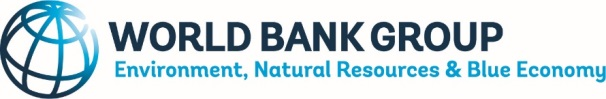 WORLD BANK GROUP
Environment, Natural Resources & Blue Economy